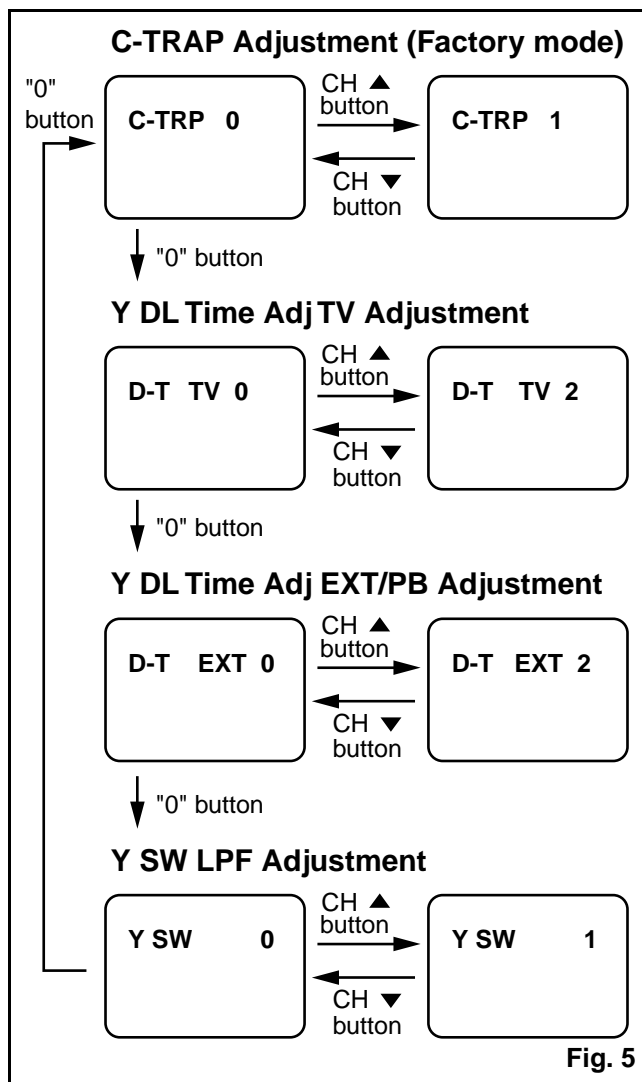 C-TRAP Adjustment (Factory mode)
"0"
button
C-TRP 0
CH ▲
button
CH ▼
button
C-TRP 1
"0" button
Y DL Time Adj TV Adjustment
D-T TV 0
CH ▲
button
CH ▼
button
D-T TV 2
"0" button
Y DL Time Adj EXT/PB Adjustment
D-T EXT 0
CH ▲
button
CH ▼
button
D-T EXT 2
"0" button
Y SW LPF Adjustment
Y SW 0
CH ▲
button
CH ▼
button
Y SW 1
Fig. 5